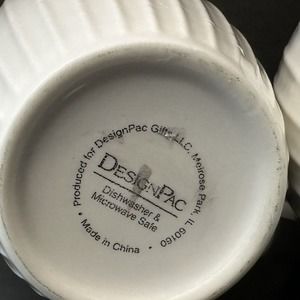 • Produced for DesignPac Gifts LLC, Melrose Park, IL 60160 •
DESIGNPAC
Dishwasher &
Microwave Safe
Made in China